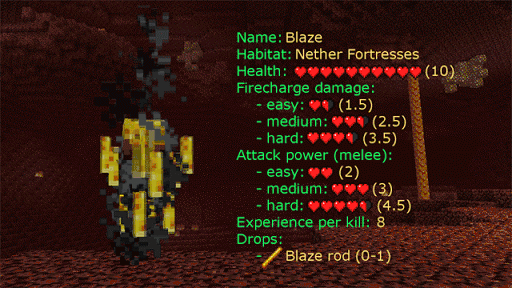 Name: Blaze
Habitat: Nether Fortresses
Health: (10)
Firecharge damage:
- easy: (1.5)
- medium: (2.5)
- hard: (3.5)
Attack power (melee):
- easy: (2)
- medium: (3)
- hard: (4.5)
Experience per kill: 8
Drops:
- Blaze rod (0-1)